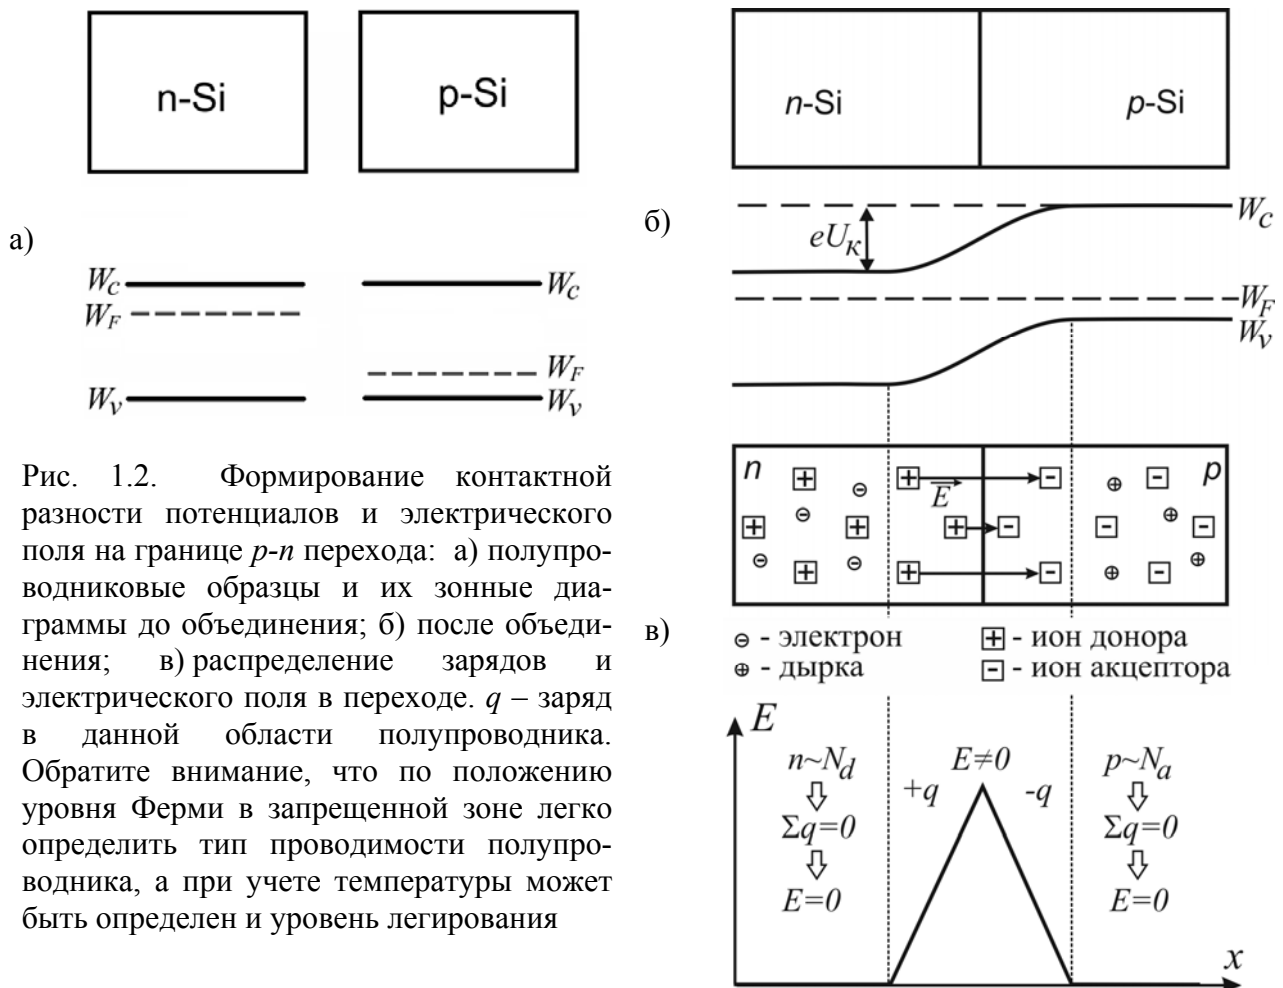 n-Si
p-Si
а)
W_c
W_c
W_F
W_F
W_v
W_v
Рис. 1.2. Формирование контактной
разности потенциалов и электрического
поля на границе p-n перехода: а) полупро-
водниковые образцы и их зонные диа-
граммы до объединения; б) после объеди-
нения; в) распределение зарядов и
электрического поля в переходе. q – заряд
в данной области полупроводника.
Обратите внимание, что по положению
уровня Ферми в запрещенной зоне легко
определить тип проводимости полупро-
водника, а при учете температуры может
быть определен и уровень легирования
n-Si
p-Si
б)
eU_к
W_c
W_F
W_v
n
p
E
в)
⊖ - электрон
+ - ион донора
⊕ - дырка
- - ион акцептора
E
n~N_d
E≠0
p~N_a
+q
-q
Σq=0
Σq=0
E=0
E=0
x